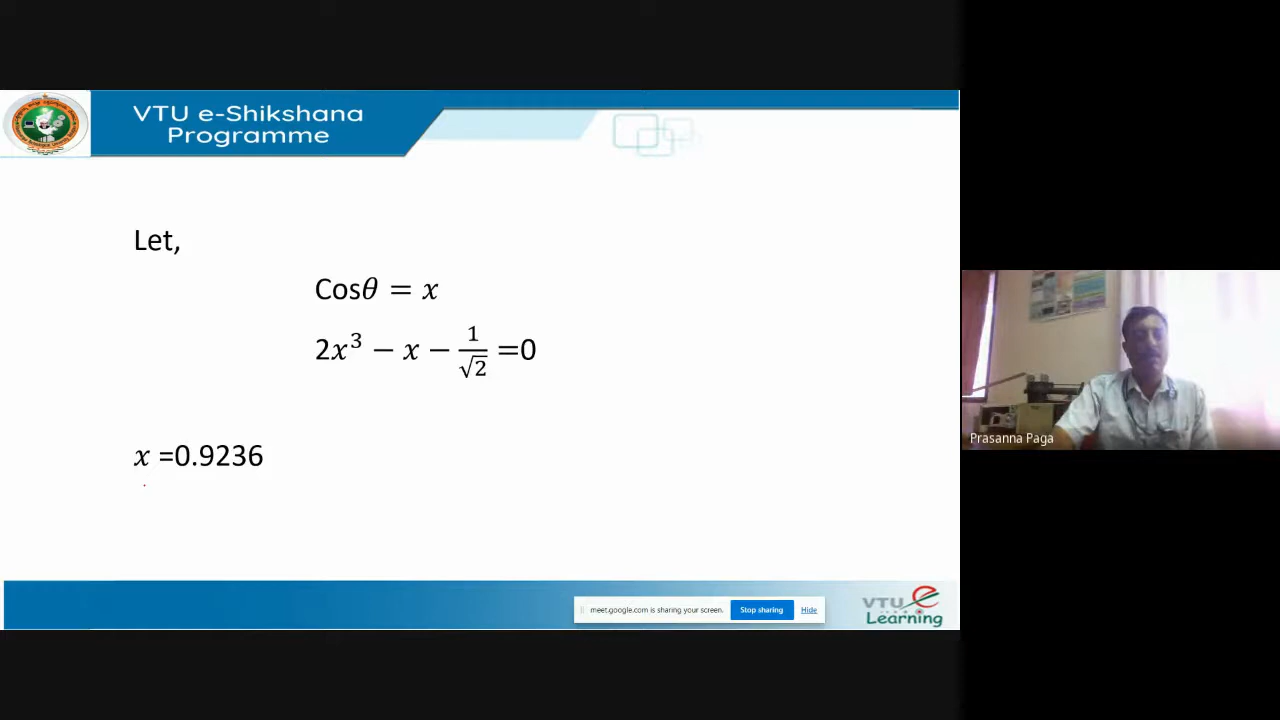 VTU e-Shikshana
Programme
Let,
Cosθ = x
2x³ − x − 1/√2 =0
x =0.9236
Prasanna Paga
meet.google.com is sharing your screen.
Stop sharing
Hide
VTU e
Learning